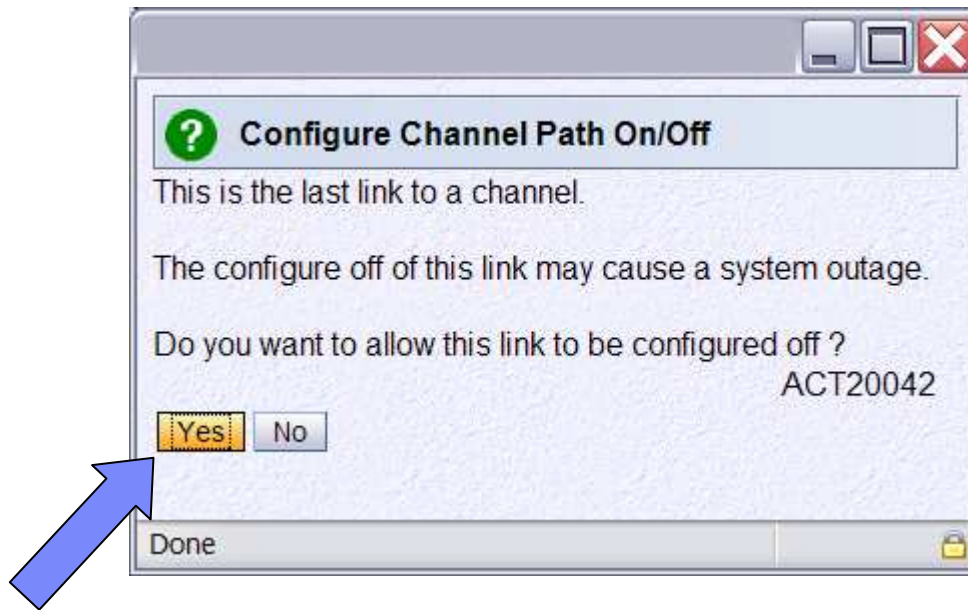 ? Configure Channel Path On/Off
This is the last link to a channel.
The configure off of this link may cause a system outage.
Do you want to allow this link to be configured off ?
ACT20042
Yes No
Done